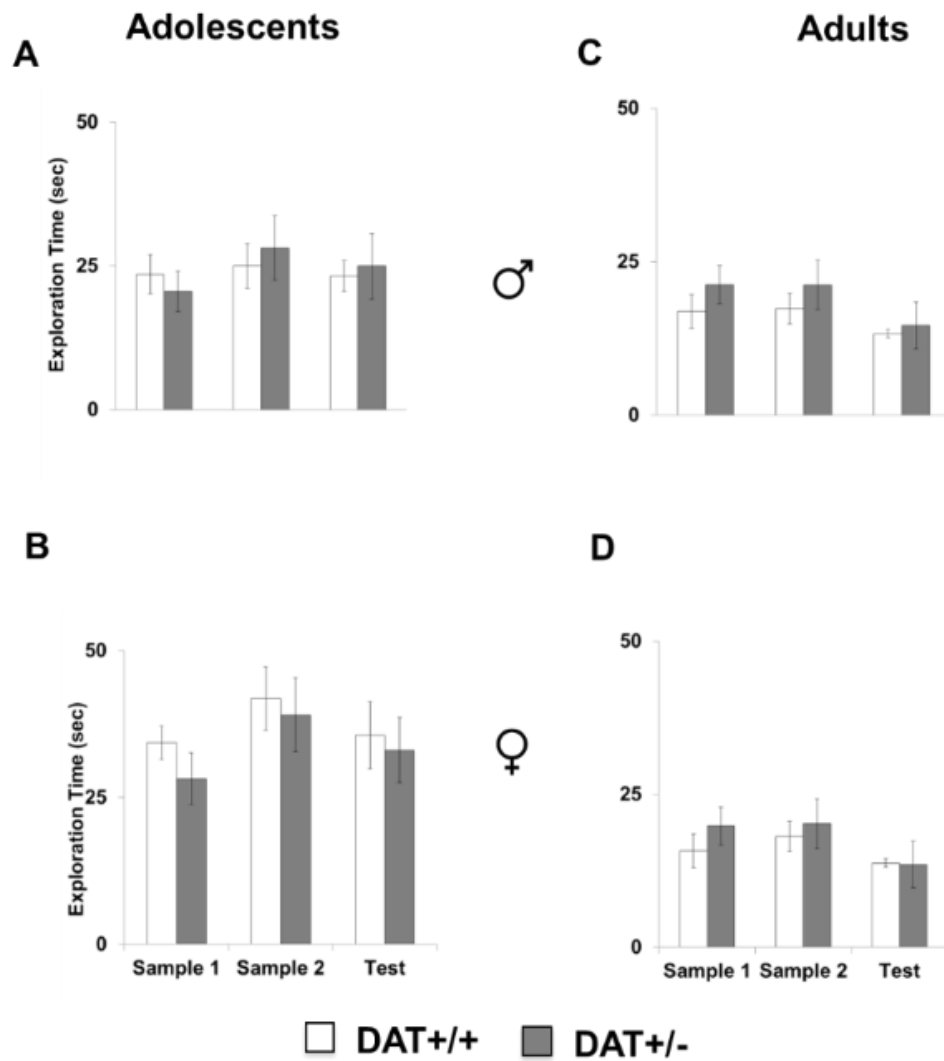 Adolescents
Adults
A
C
50
25
0
Exploration Time (sec)
50
25
0
♂
B
D
50
25
0
Exploration Time (sec)
Sample 1 Sample 2 Test
50
25
0
Sample 1 Sample 2 Test
♀
DAT+/+ DAT+/-